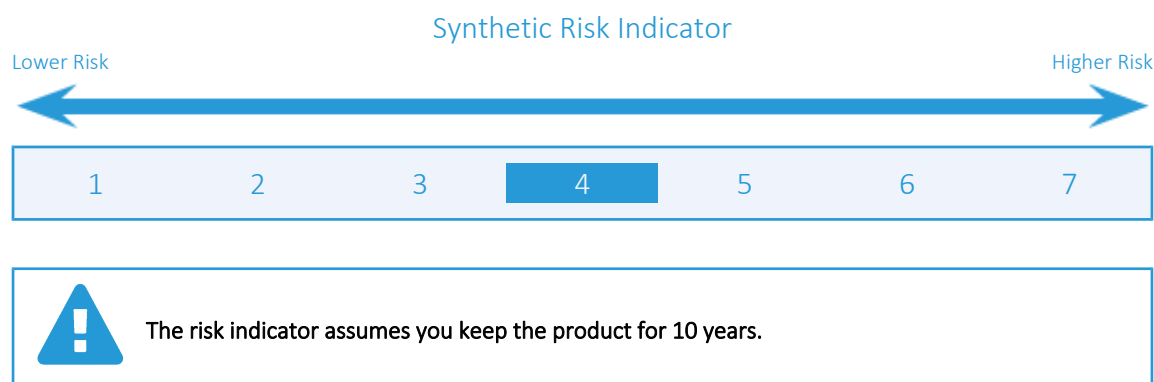 Synthetic Risk Indicator
Lower Risk Higher Risk
1 2 3 4 5 6 7
The risk indicator assumes you keep the product for 10 years.